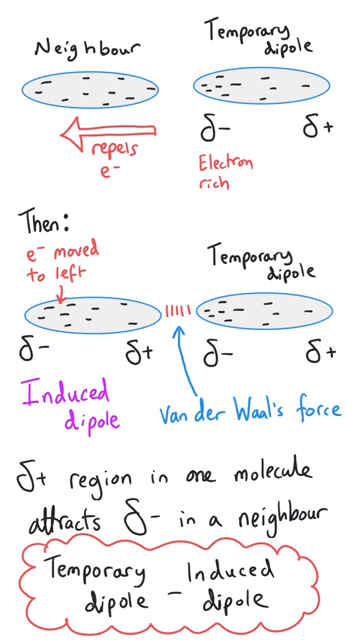 Neighbour
Temporary
dipole
δ-
δ+
repels
e-
Electron
rich
Then:
e- moved
to left
Temporary
dipole
δ-
δ+
δ-
δ+
Induced
dipole
Van der Waal's force
δ+ region in one molecule
attracts δ- in a neighbour
Temporary - Induced
dipole dipole